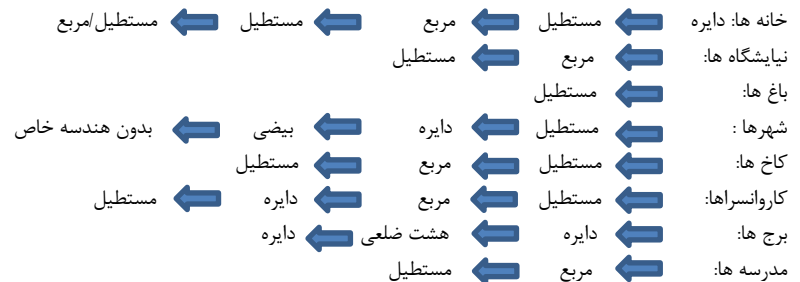 خانه ها: دایره مستطیل مربع مستطیل مستطیل/مربع
نیایشگاه ها: مربع مستطیل
باغ ها: مستطیل
شهرها : مستطیل دایره بیضی بدون هندسه خاص
کاخ ها: مستطیل مربع مستطیل
کاروانسراها: مستطیل مربع دایره مستطیل
برج ها: دایره هشت ضلعی دایره
مدرسه ها: مربع مستطیل